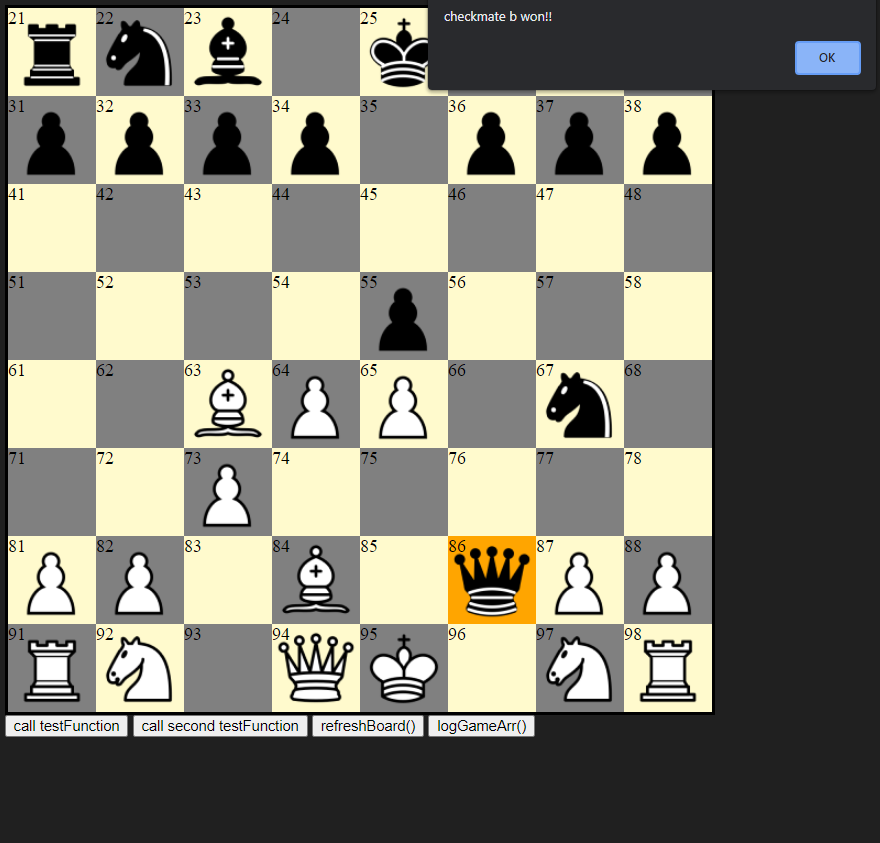 checkmate b won!!
OK
21 22 23 24 25
31 32 33 34 35 36 37 38
41 42 43 44 45 46 47 48
51 52 53 54 55 56 57 58
61 62 63 64 65 66 67 68
71 72 73 74 75 76 77 78
81 82 83 84 85 86 87 88
91 92 93 94 95 96 97 98
call testFunction call second testFunction refreshBoard() logGameArr()